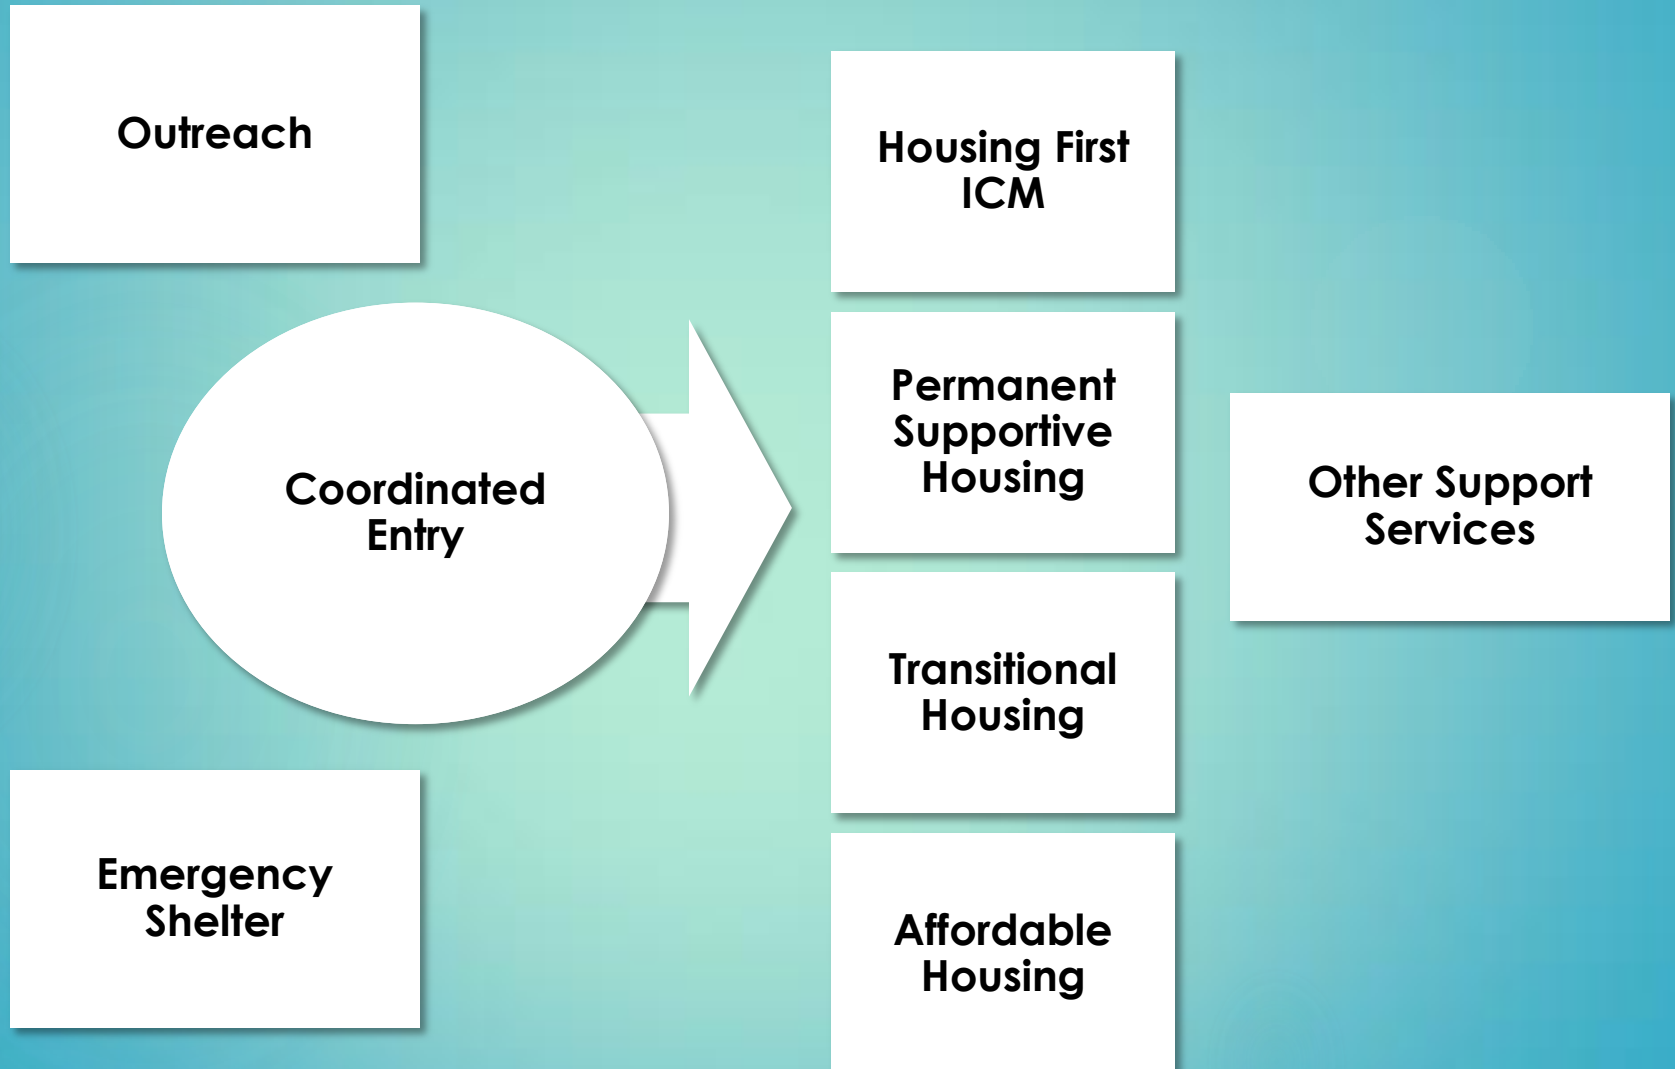 Outreach
Coordinated
Entry
Emergency
Shelter
Housing First
ICM
Permanent
Supportive
Housing
Transitional
Housing
Affordable
Housing
Other Support
Services